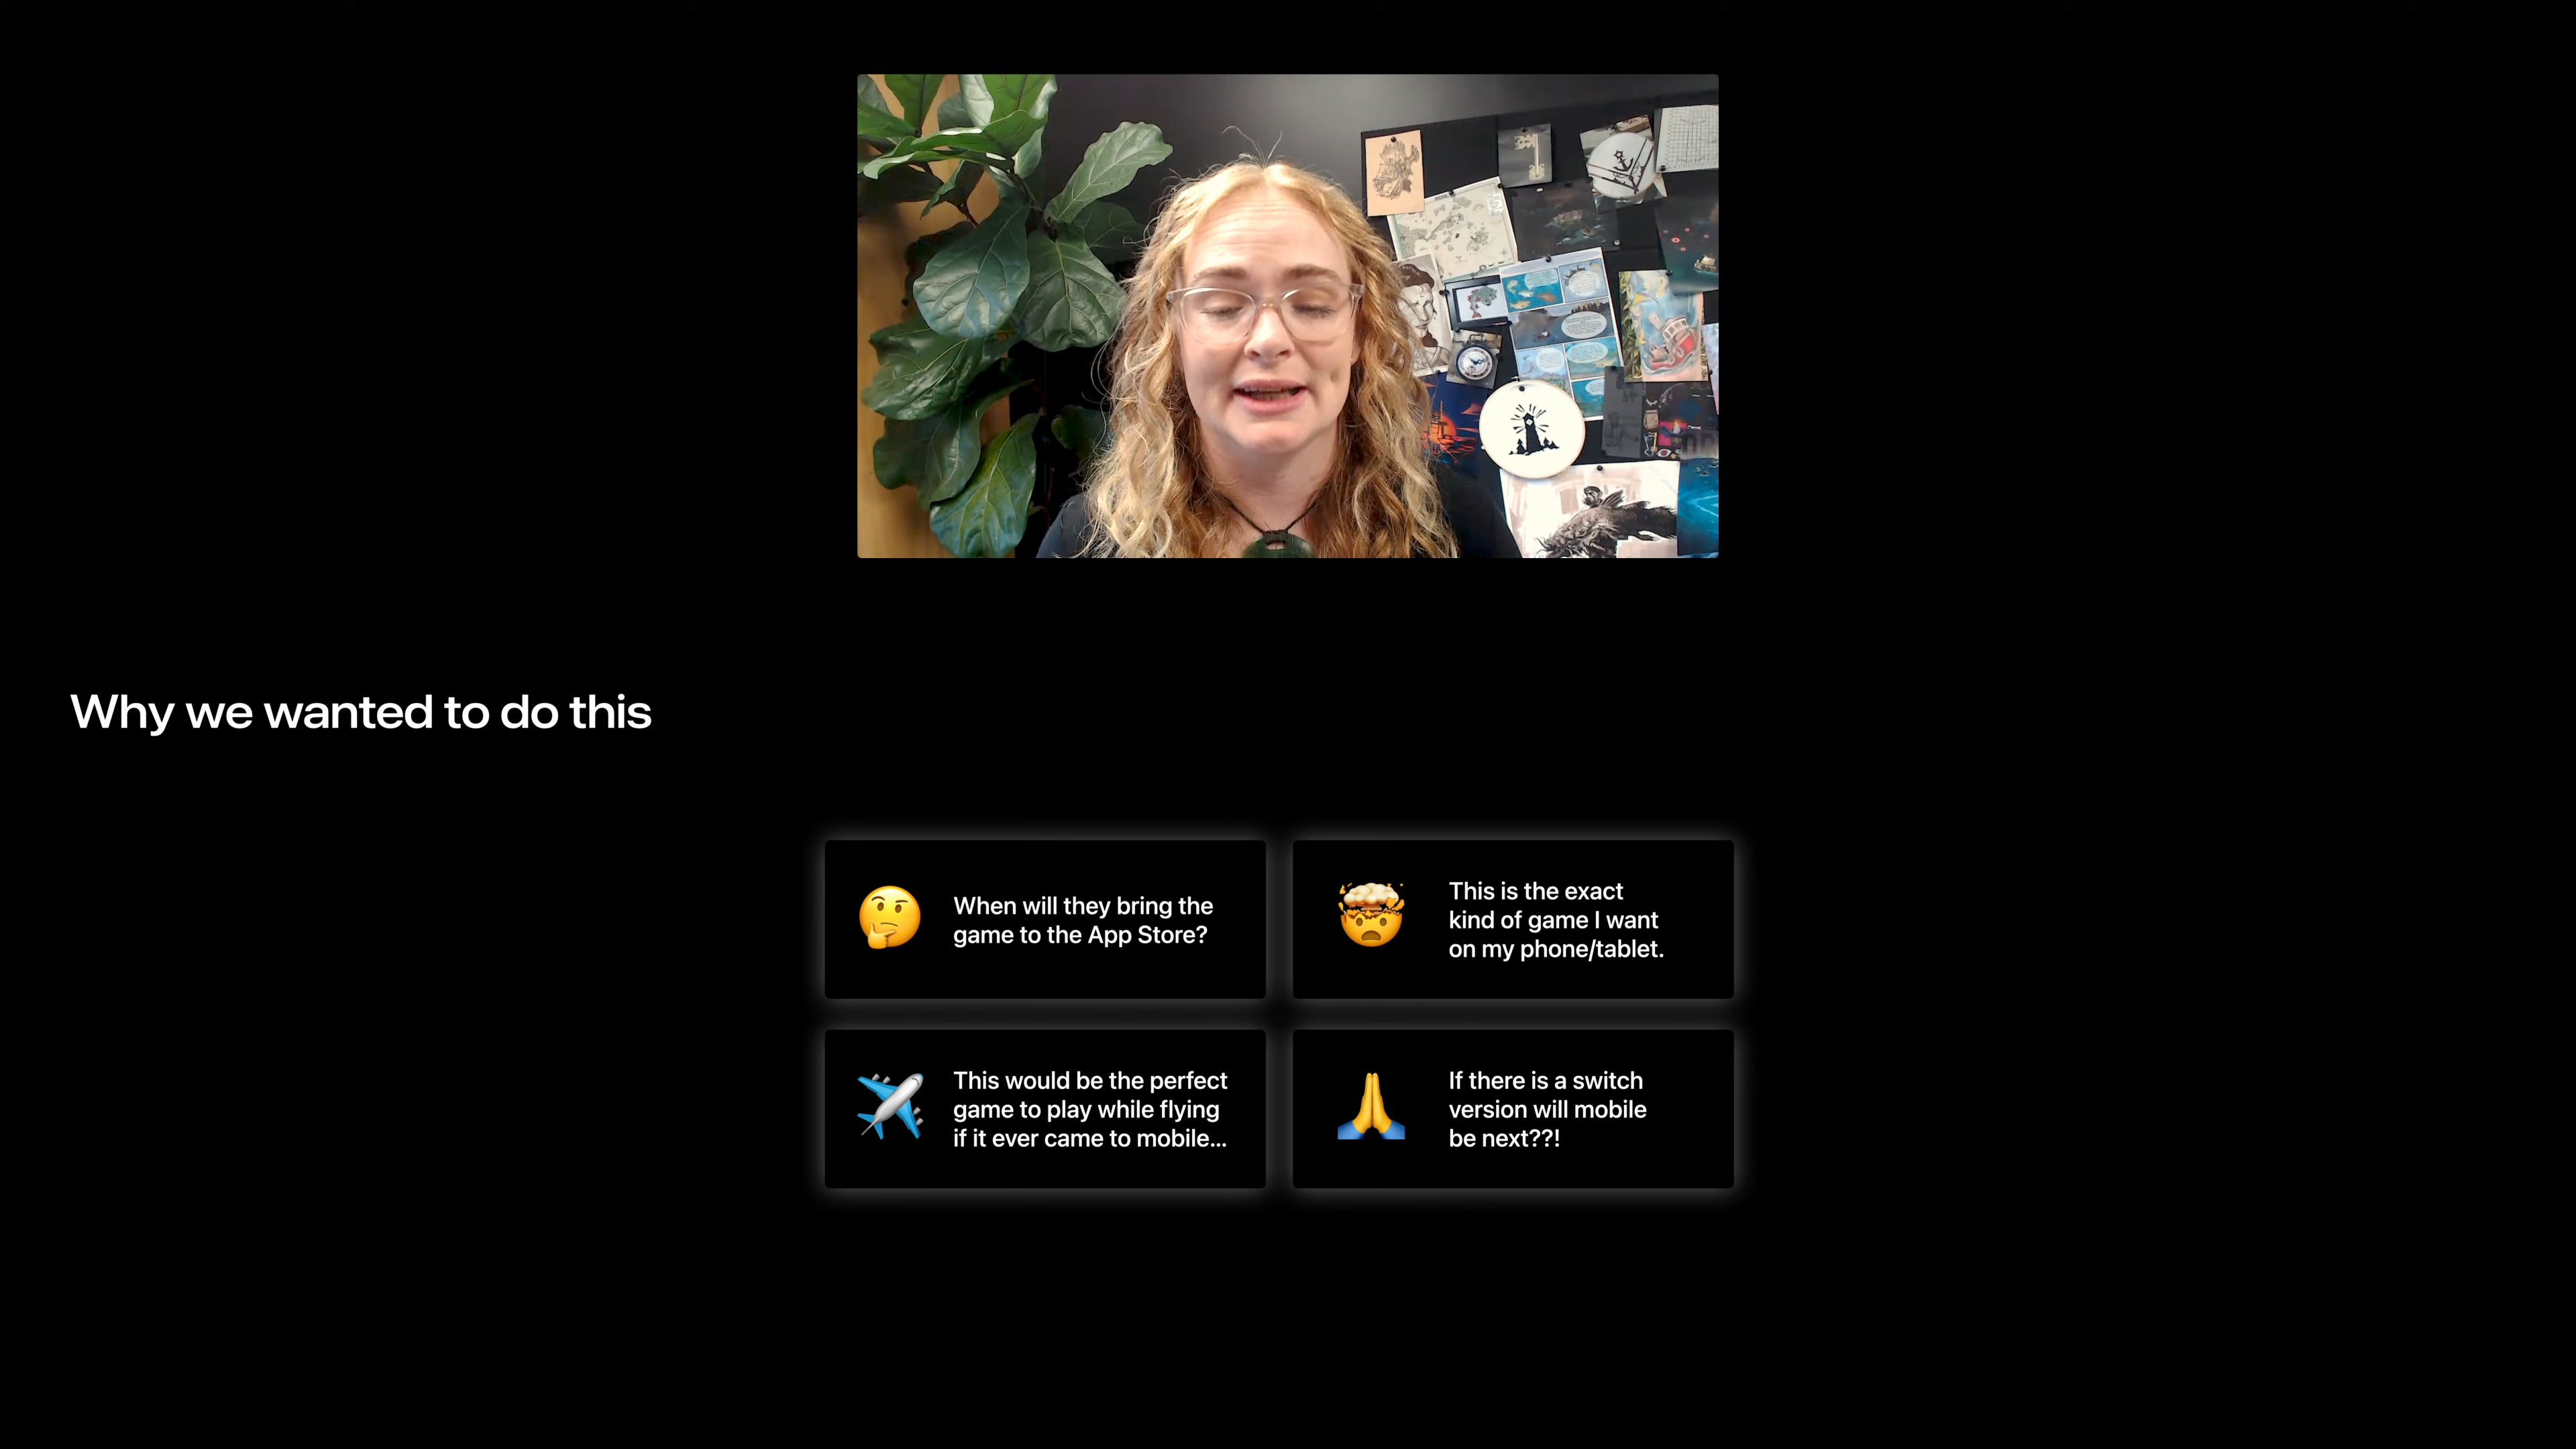 Why we wanted to do this
When will they bring the
game to the App Store?
This is the exact
kind of game I want
on my phone/tablet.
This would be the perfect
game to play while flying
if it ever came to mobile...
If there is a switch
version will mobile
be next??!